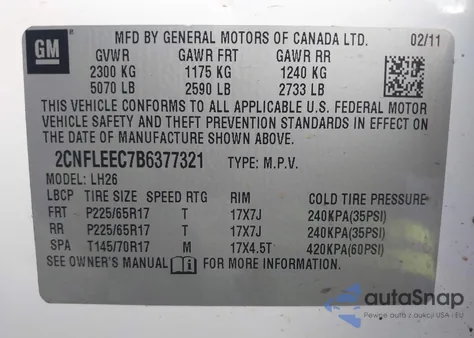 GM
MFD BY GENERAL MOTORS OF CANADA LTD. 02/11
GVWR GAWR FRT GAWR RR
2300 KG 1175 KG 1240 KG
5070 LB 2590 LB 2733 LB
THIS VEHICLE CONFORMS TO ALL APPLICABLE U.S. FEDERAL MOTOR
VEHICLE SAFETY AND THEFT PREVENTION STANDARDS IN EFFECT
ON THE DATE OF MANUFACTURE SHOWN ABOVE.
2CNFLEEC7B6377321 TYPE: M.P.V.
MODEL: LH26
LBCP TIRE SIZE SPEED RTG RIM COLD TIRE PRESSURE
FRT P225/65R17 T 17X7J 240KPA(35PSI)
RR P225/65R17 T 17X7J 240KPA(35PSI)
SPA T145/70R17 M 17X4.5T 420KPA(60PSI)
SEE OWNER'S MANUAL FOR MORE INFORMATION.
autoSnap
Авто з аукціону USA - EU